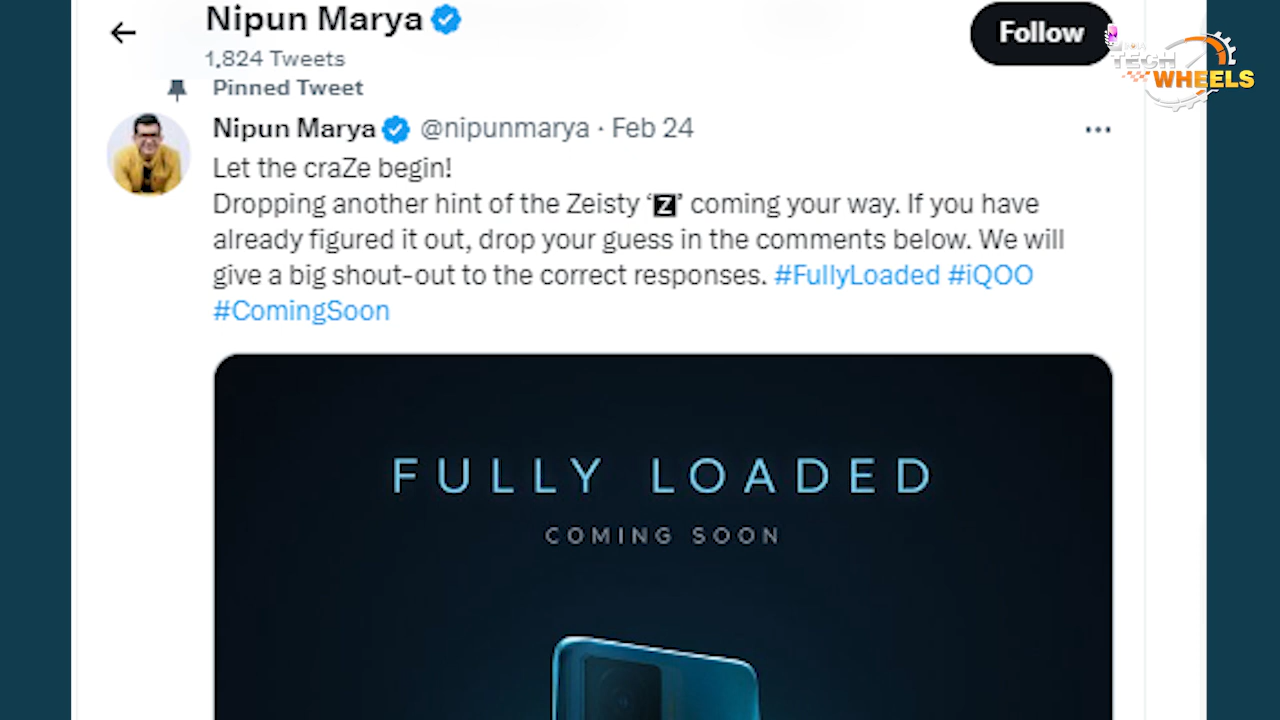 Nipun Marya
1,824 Tweets
Follow
TECH
WHEELS
Pinned Tweet
Nipun Marya @nipunmarya · Feb 24
Let the craZe begin!
Dropping another hint of the Zeisty ‘🆉’ coming your way. If you have
already figured it out, drop your guess in the comments below. We will
give a big shout-out to the correct responses. #FullyLoaded #iQOO
#ComingSoon
FULLY LOADED
COMING SOON